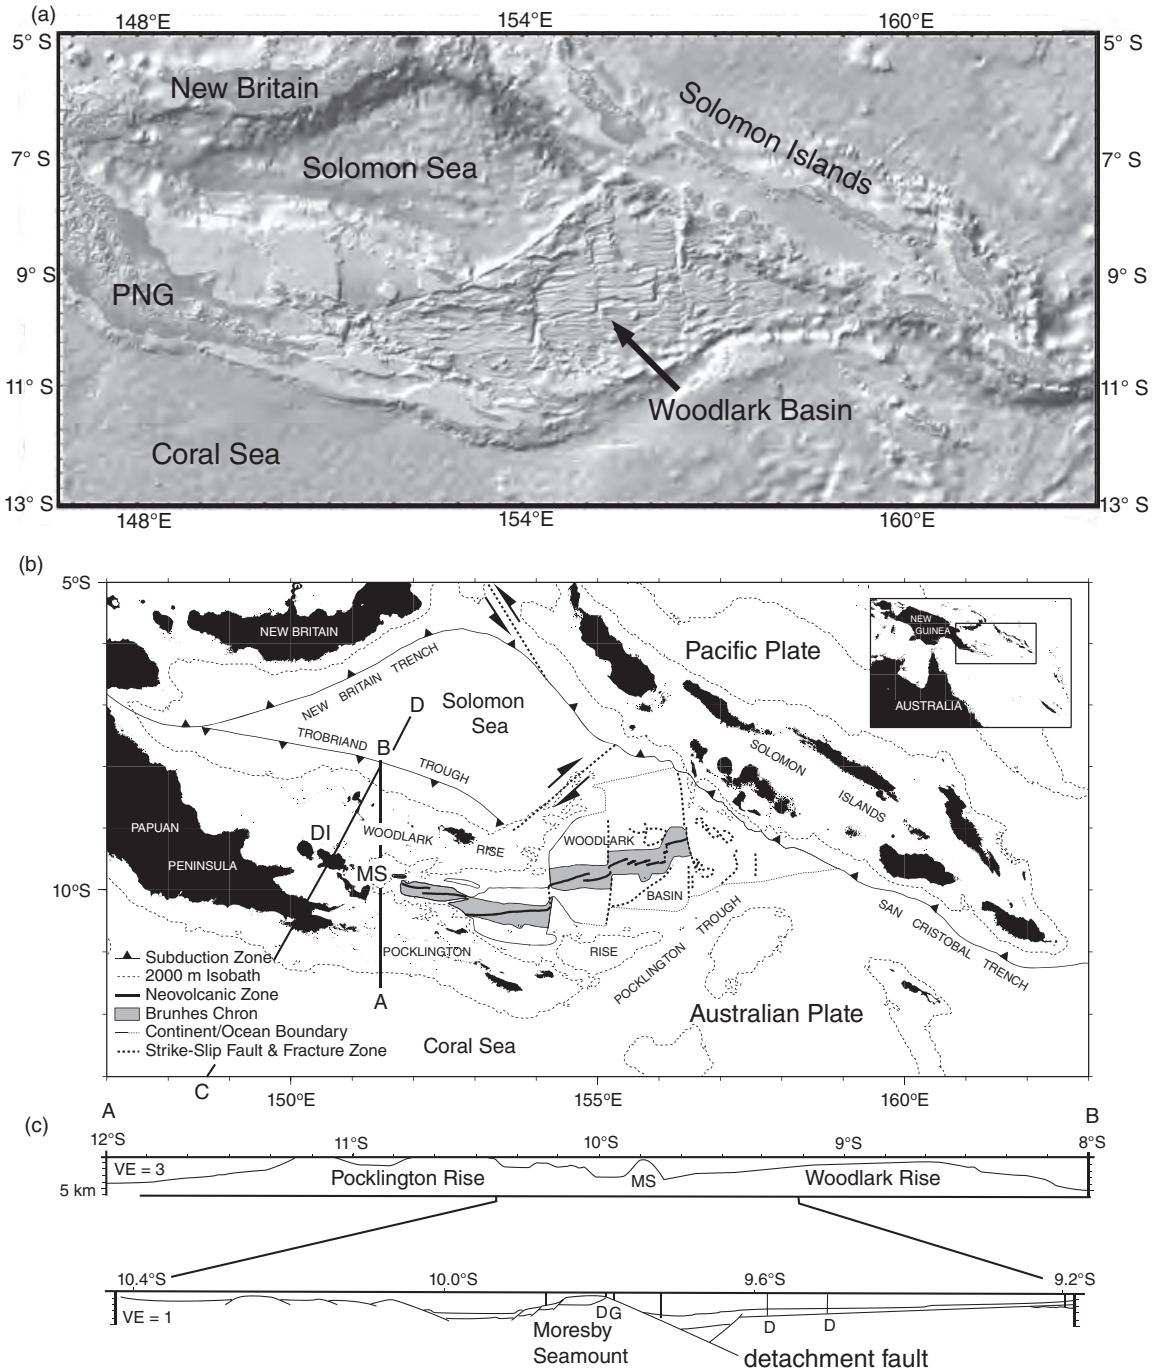 (a)
148°E 154°E 160°E
5° S 5° S
New Britain
Solomon Islands
7° S 7° S
Solomon Sea
9° S 9° S
PNG
11° S 11° S
Woodlark Basin
Coral Sea
13° S 13° S
148°E 154°E 160°E
(b)
5°S
NEW BRITAIN
NEW
GUINEA
AUSTRALIA
Pacific Plate
NEW BRITAIN TRENCH
D
Solomon
Sea
TROBRIAND TROUGH
B
SOLOMON
ISLANDS
PAPUAN
PENINSULA
DI
WOODLARK RISE
WOODLARK
BASIN
MS
10°S
POCKLINGTON RISE
POCKLINGTON TROUGH
SAN CRISTOBAL TRENCH
Subduction Zone
2000 m Isobath
Neovolcanic Zone
Brunhes Chron
Continent/Ocean Boundary
Strike-Slip Fault & Fracture Zone
A
Australian Plate
Coral Sea
C
150°E 155°E 160°E
(c)
A B
12°S 11°S 10°S 9°S 8°S
VE = 3
5 km
Pocklington Rise MS Woodlark Rise
10.4°S 10.0°S 9.6°S 9.2°S
VE = 1
D G D D
Moresby
Seamount
detachment fault